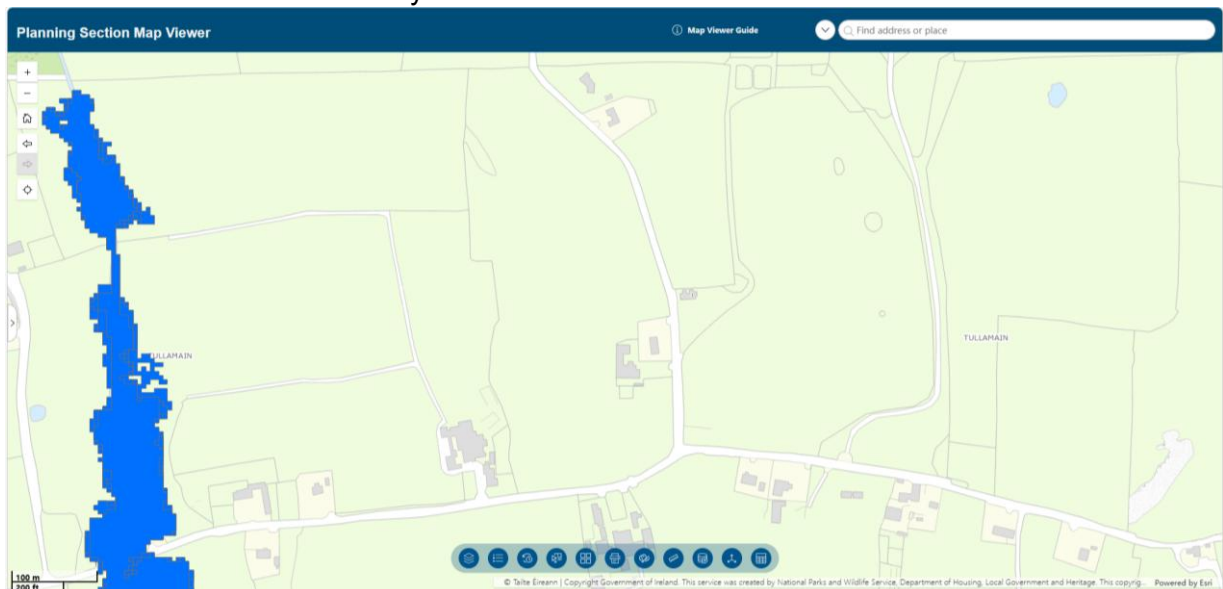 Planning Section Map Viewer
Map Viewer Guide
Find address or place
TULLAMAIN
TULLAMAIN
100 m
200 ft
© Tailte Éireann | Copyright Government of Ireland. This service was created by National Parks and Wildlife Service, Department of Housing, Local Government and Heritage. This copyrig...
Powered by Esri